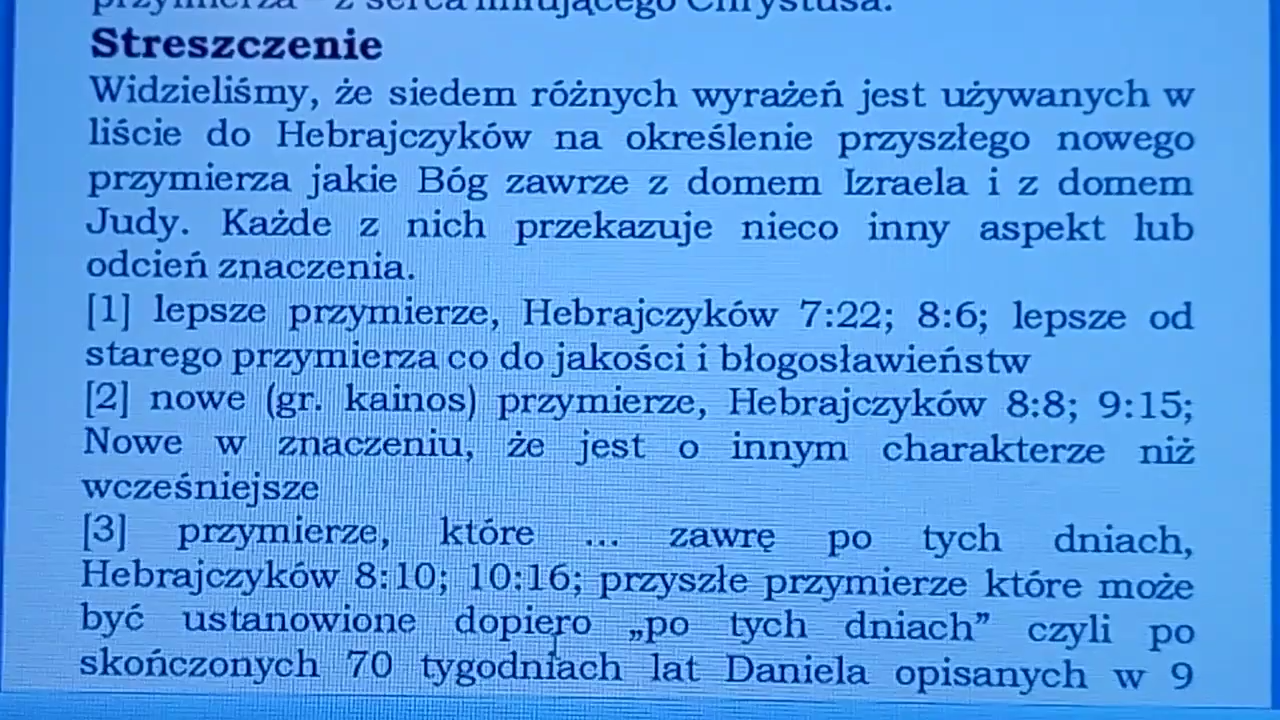 przymierza – z serca miłującego Chrystusa.
Streszczenie
Widzieliśmy, że siedem różnych wyrażeń jest używanych w
liście do Hebrajczyków na określenie przyszłego nowego
przymierza jakie Bóg zawrze z domem Izraela i z domem
Judy. Każde z nich przekazuje nieco inny aspekt lub
odcień znaczenia.
[1] lepsze przymierze, Hebrajczyków 7:22; 8:6; lepsze od
starego przymierza co do jakości i błogosławieństw
[2] nowe (gr. kainos) przymierze, Hebrajczyków 8:8; 9:15;
Nowe w znaczeniu, że jest o innym charakterze niż
wcześniejsze
[3] przymierze, które ... zawrę po tych dniach,
Hebrajczyków 8:10; 10:16; przyszłe przymierze które może
być ustanowione dopiero „po tych dniach” czyli po
skończonych 70 tygodniach lat Daniela opisanych w 9